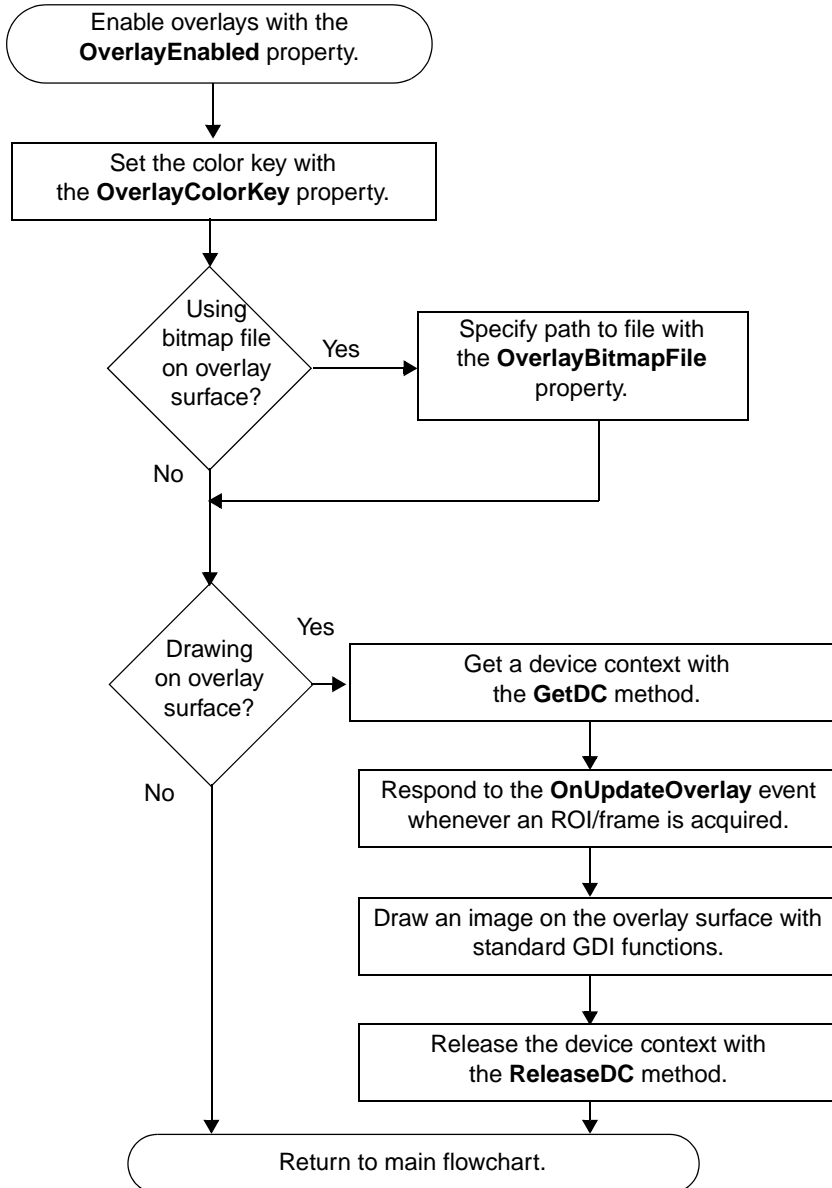 Enable overlays with the
OverlayEnabled property.
Set the color key with
the OverlayColorKey property.
Using
bitmap file
on overlay
surface?
Yes
Specify path to file with
the OverlayBitmapFile
property.
No
Drawing
on overlay
surface?
Yes
Get a device context with
the GetDC method.
Respond to the OnUpdateOverlay event
whenever an ROI/frame is acquired.
Draw an image on the overlay surface with
standard GDI functions.
Release the device context with
the ReleaseDC method.
No
Return to main flowchart.